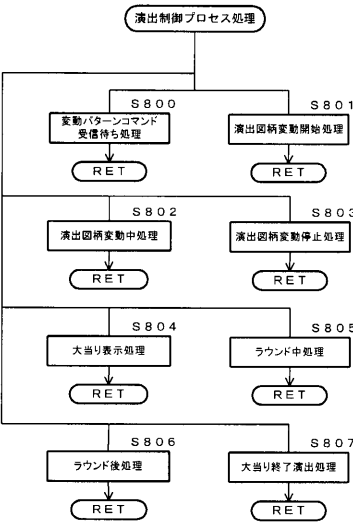 演出制御プロセス処理
S800
S801
変動パターンコマンド
受信待ち処理
演出図柄変動開始処理
RET
RET
S802
S803
演出図柄変動中処理
演出図柄変動停止処理
RET
RET
S804
S805
大当り表示処理
ラウンド中処理
RET
RET
S806
S807
ラウンド後処理
大当り終了演出処理
RET
RET